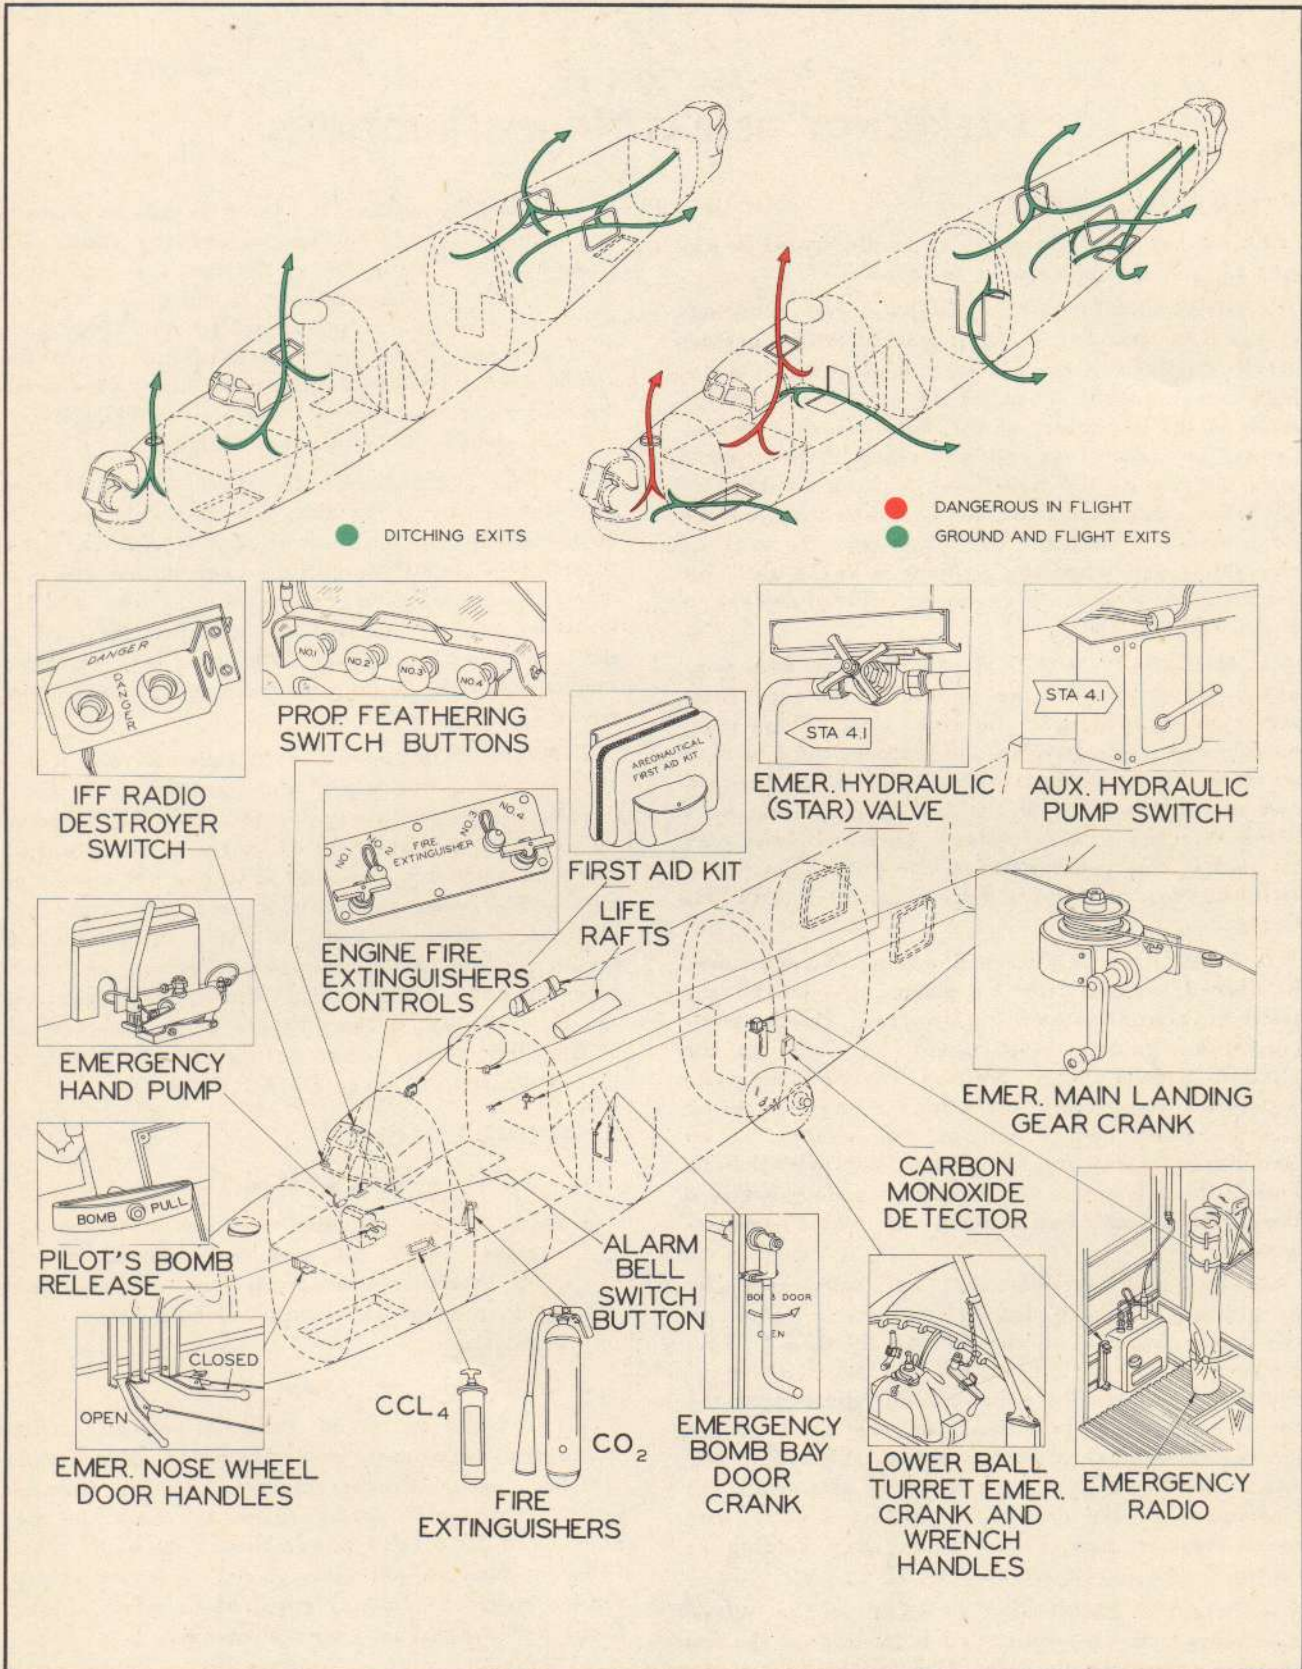 DITCHING EXITS
DANGEROUS IN FLIGHT
GROUND AND FLIGHT EXITS
DANGER
DANGER
IFF RADIO
DESTROYER
SWITCH
NO.1
NO.2
NO.3
NO.4
PROP. FEATHERING
SWITCH BUTTONS
AREONAUTICAL
FIRST AID KIT
FIRST AID KIT
STA 4.1
EMER. HYDRAULIC
(STAR) VALVE
STA 4.1
AUX. HYDRAULIC
PUMP SWITCH
NO.1
NO.2
FIRE
EXTINGUISHER
NO.3
NO.4
ENGINE FIRE
EXTINGUISHERS
CONTROLS
LIFE
RAFTS
EMERGENCY
HAND PUMP
EMER. MAIN LANDING
GEAR CRANK
BOMB PULL
PILOT'S BOMB
RELEASE
CARBON
MONOXIDE
DETECTOR
ALARM
BELL
SWITCH
BUTTON
CLOSED
OPEN
EMER. NOSE WHEEL
DOOR HANDLES
CCL4
CO2
FIRE
EXTINGUISHERS
BOMB DOOR
OPEN
EMERGENCY
BOMB BAY
DOOR
CRANK
LOWER BALL
TURRET EMER.
CRANK AND
WRENCH
HANDLES
EMERGENCY
RADIO